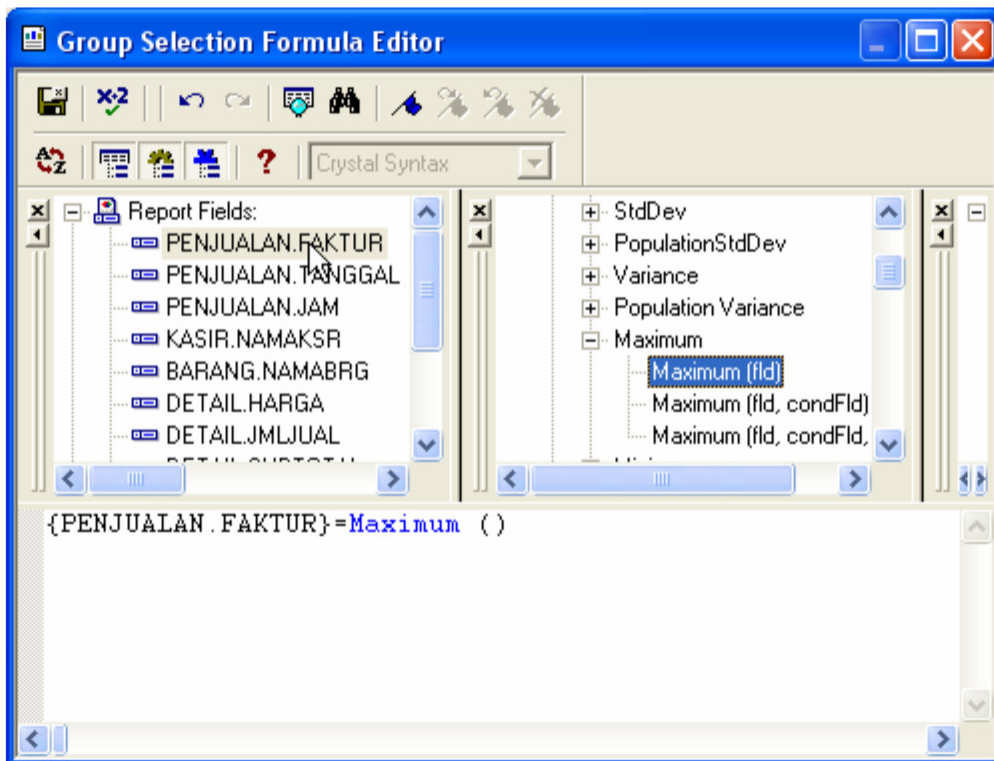 Group Selection Formula Editor
X+2
A Z ? Crystal Syntax
Report Fields:
PENJUALAN.FAKTUR
PENJUALAN.TANGGAL
PENJUALAN.JAM
KASIR.NAMAKSR
BARANG.NAMABRG
DETAIL.HARGA
DETAIL.JMLJUAL
StdDev
PopulationStdDev
Variance
Population Variance
Maximum
Maximum (fld)
Maximum (fld, condFld)
Maximum (fld, condFld,
{PENJUALAN.FAKTUR}=Maximum ()